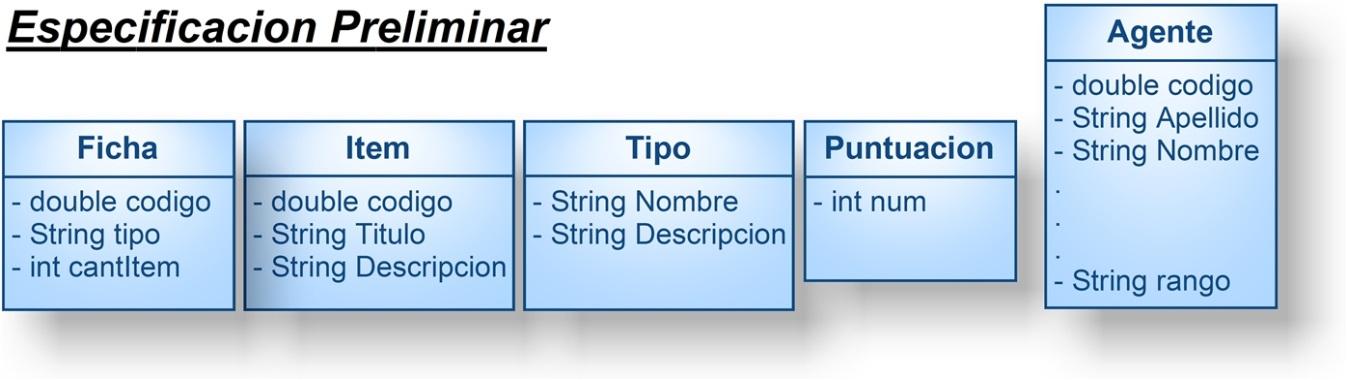 Especificacion Preliminar
Ficha
- double codigo
- String tipo
- int cantItem
Item
- double codigo
- String Titulo
- String Descripcion
Tipo
- String Nombre
- String Descripcion
Puntuacion
- int num
Agente
- double codigo
- String Apellido
- String Nombre
.
.
.
- String rango